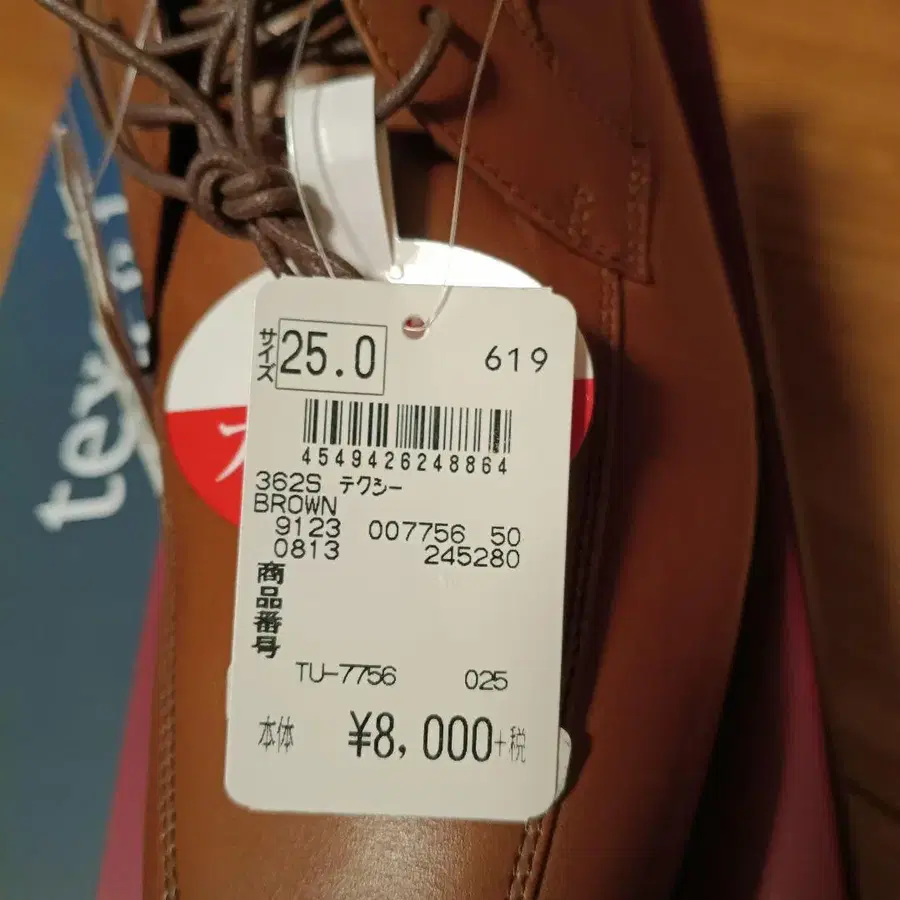 サイズ 25.0 619
4549426248864
362S テクシー
BROWN
9123 007756 50
0813 245280
商品番号
TU-7756 025
本体 ¥8,000+税